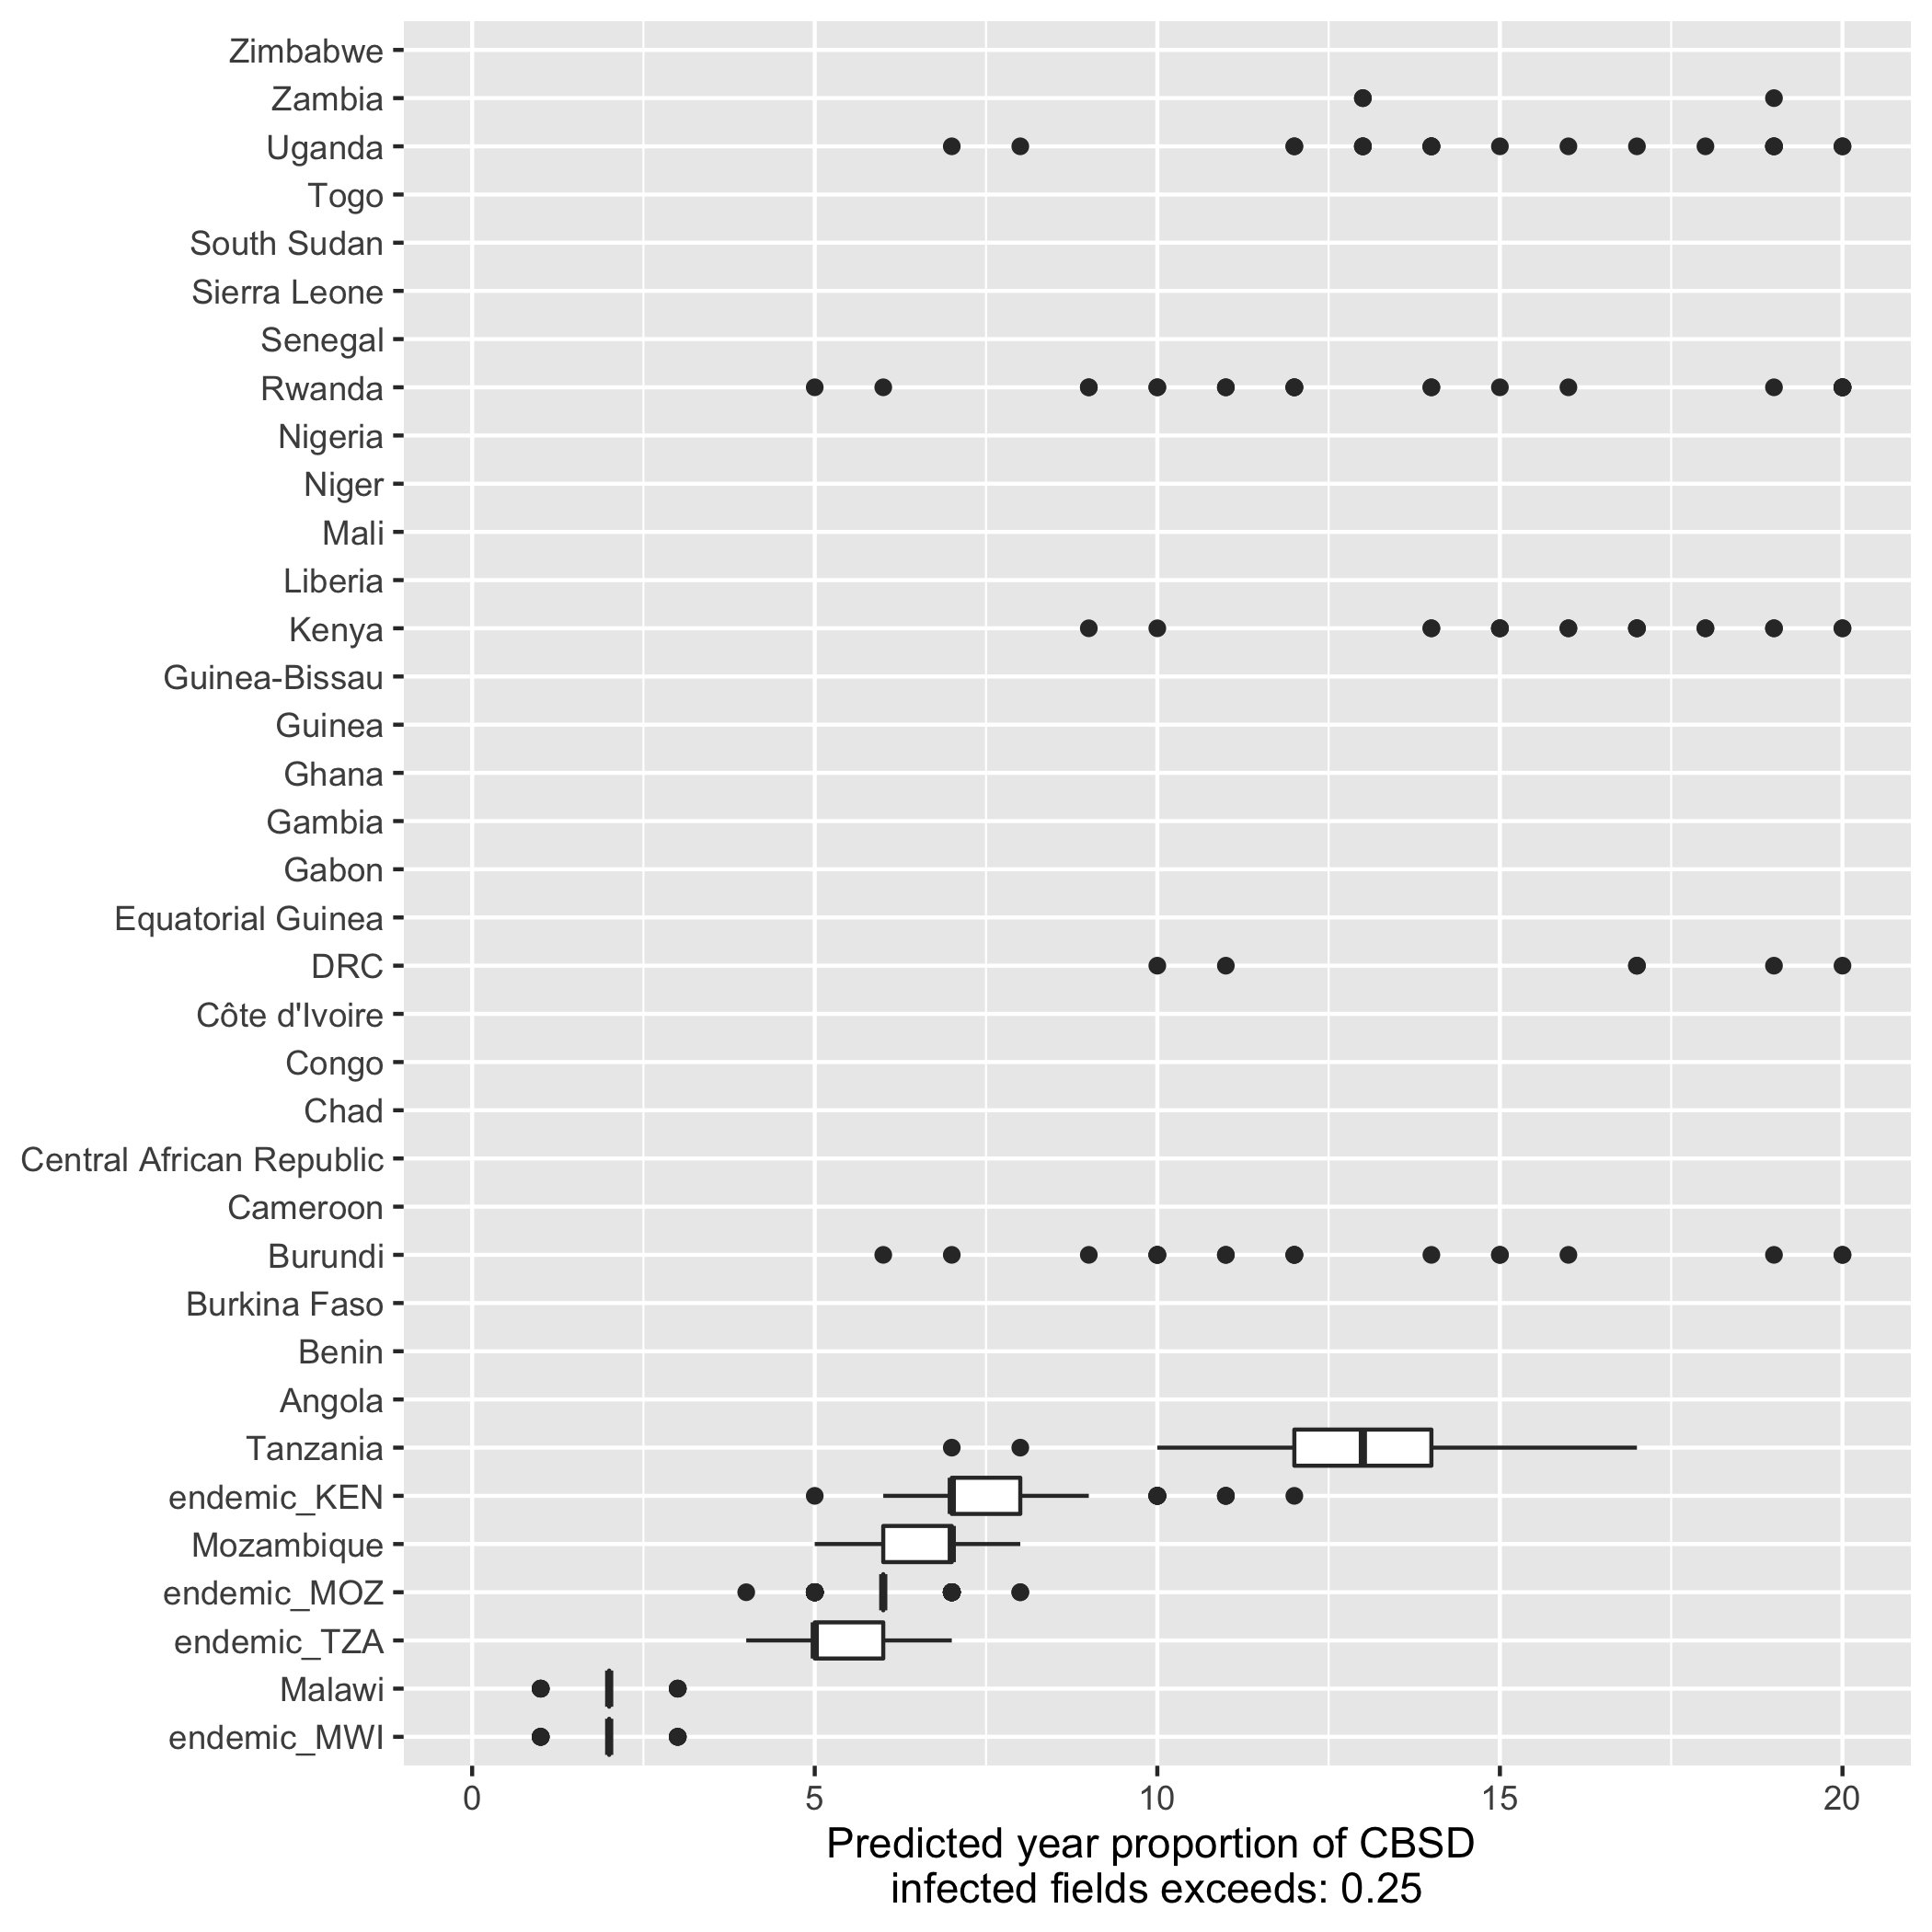 Zimbabwe
Zambia
Uganda
Togo
South Sudan
Sierra Leone
Senegal
Rwanda
Nigeria
Niger
Mali
Liberia
Kenya
Guinea-Bissau
Guinea
Ghana
Gambia
Gabon
Equatorial Guinea
DRC
Côte d'Ivoire
Congo
Chad
Central African Republic
Cameroon
Burundi
Burkina Faso
Benin
Angola
Tanzania
endemic_KEN
Mozambique
endemic_MOZ
endemic_TZA
Malawi
endemic_MWI
0 5 10 15 20
Predicted year proportion of CBSD
infected fields exceeds: 0.25